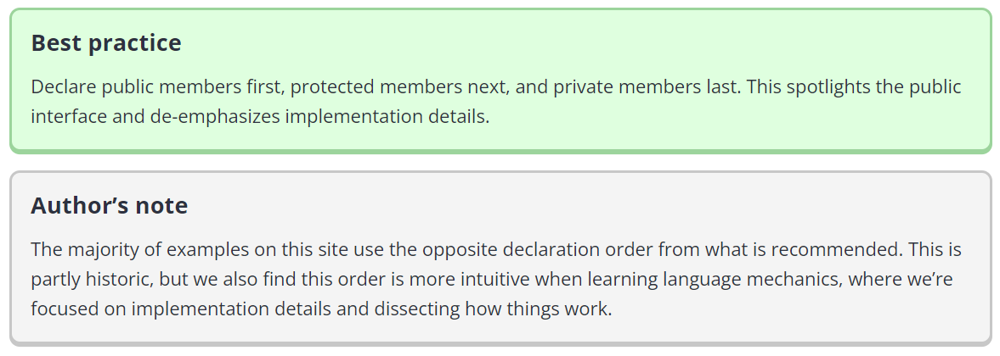 Best practice
Declare public members first, protected members next, and private members last. This spotlights the public
interface and de-emphasizes implementation details.
Author’s note
The majority of examples on this site use the opposite declaration order from what is recommended. This is
partly historic, but we also find this order is more intuitive when learning language mechanics, where we’re
focused on implementation details and dissecting how things work.